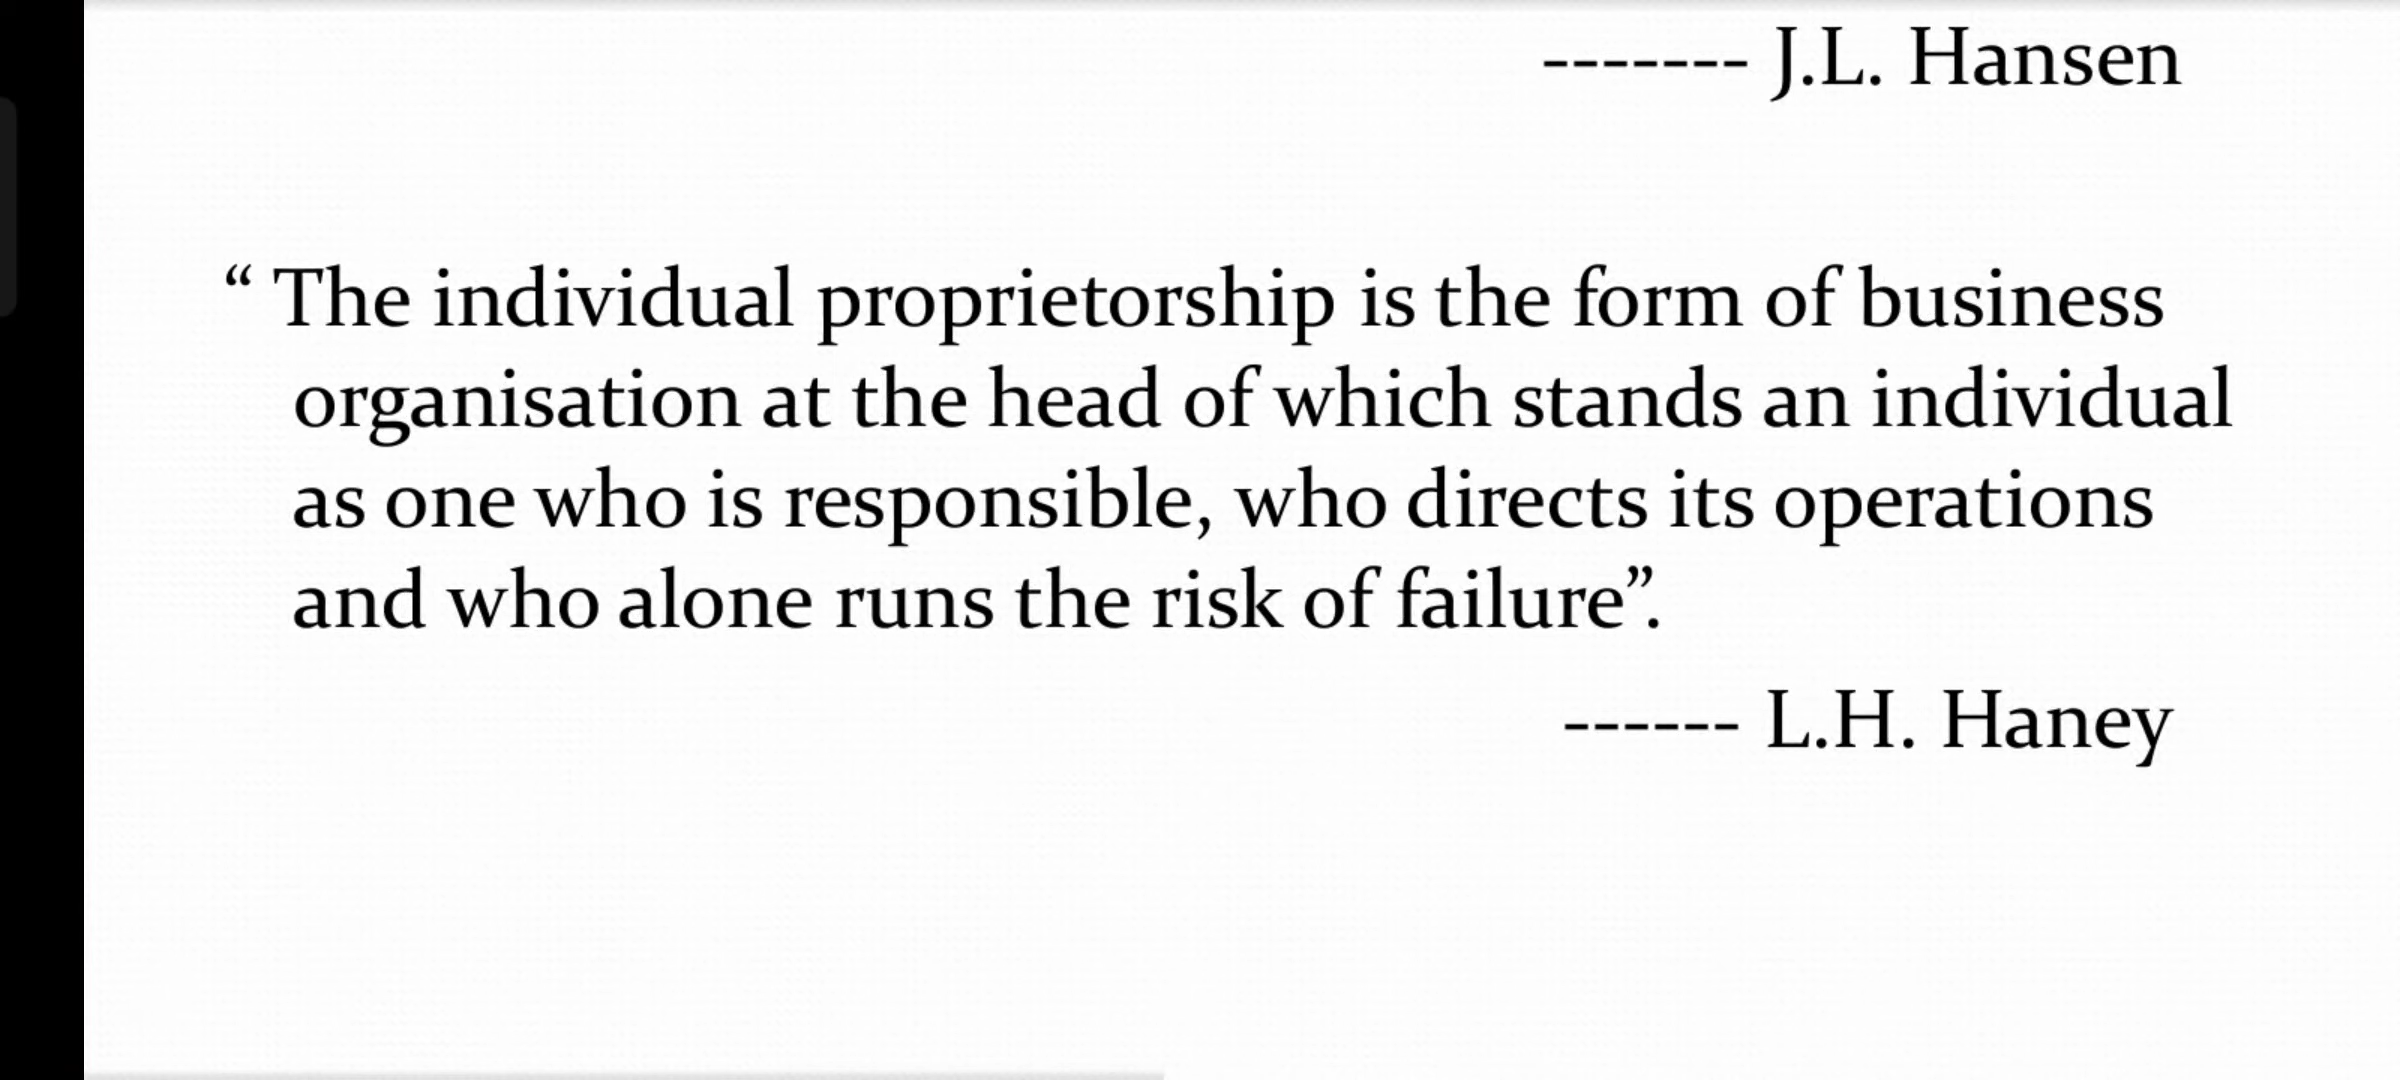 ------- J.L. Hansen
“ The individual proprietorship is the form of business
organisation at the head of which stands an individual
as one who is responsible, who directs its operations
and who alone runs the risk of failure”.
------ L.H. Haney